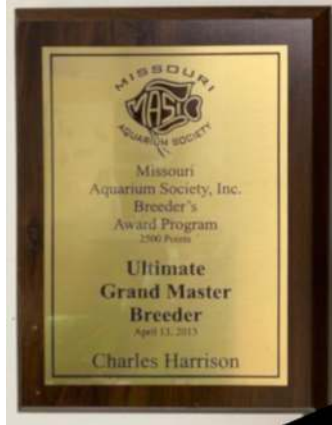 MISSOURI
MASI
AQUARIUM SOCIETY
Missouri
Aquarium Society, Inc.
Breeder's
Award Program
2500 Points
Ultimate
Grand Master
Breeder
April 13, 2013
Charles Harrison